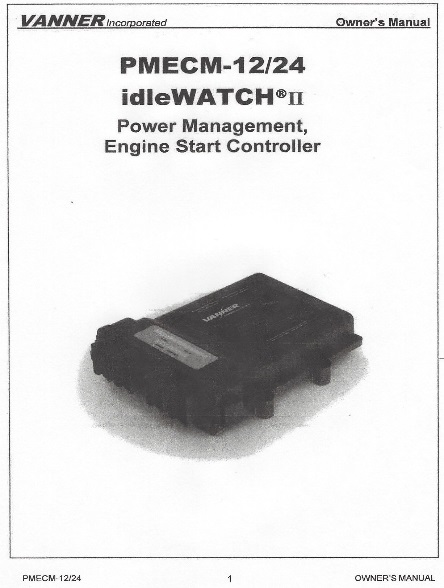 VANNER Incorporated Owner's Manual
PMECM-12/24
idleWATCH®II
Power Management,
Engine Start Controller
VANNER
PMECM-12/24 1 OWNER'S MANUAL